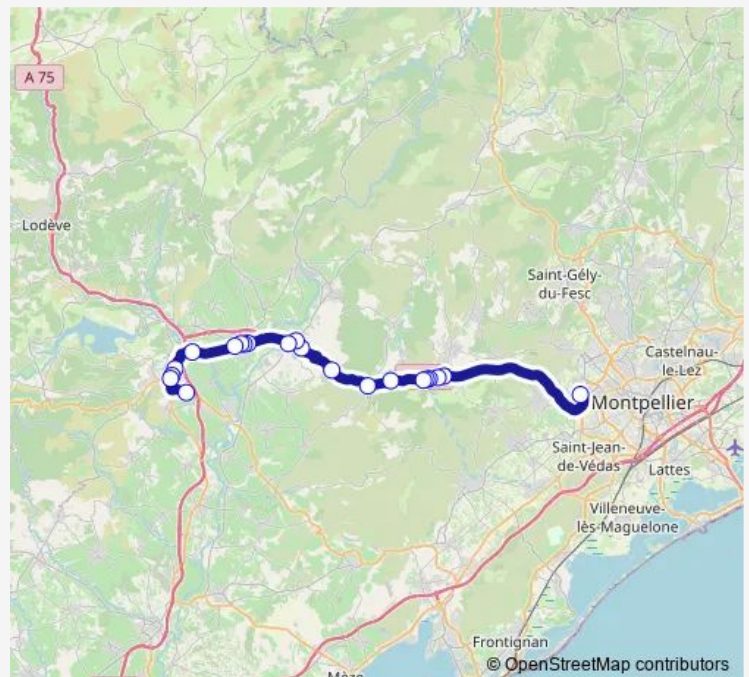 A 75
Lodève
Saint-Gély-
du-Fesc
Castelnau-
le-Lez
Montpellier
Saint-Jean-
de-Védas
Lattes
Villeneuve-
lès-Maguelone
Frontignan
© OpenStreetMap contributors